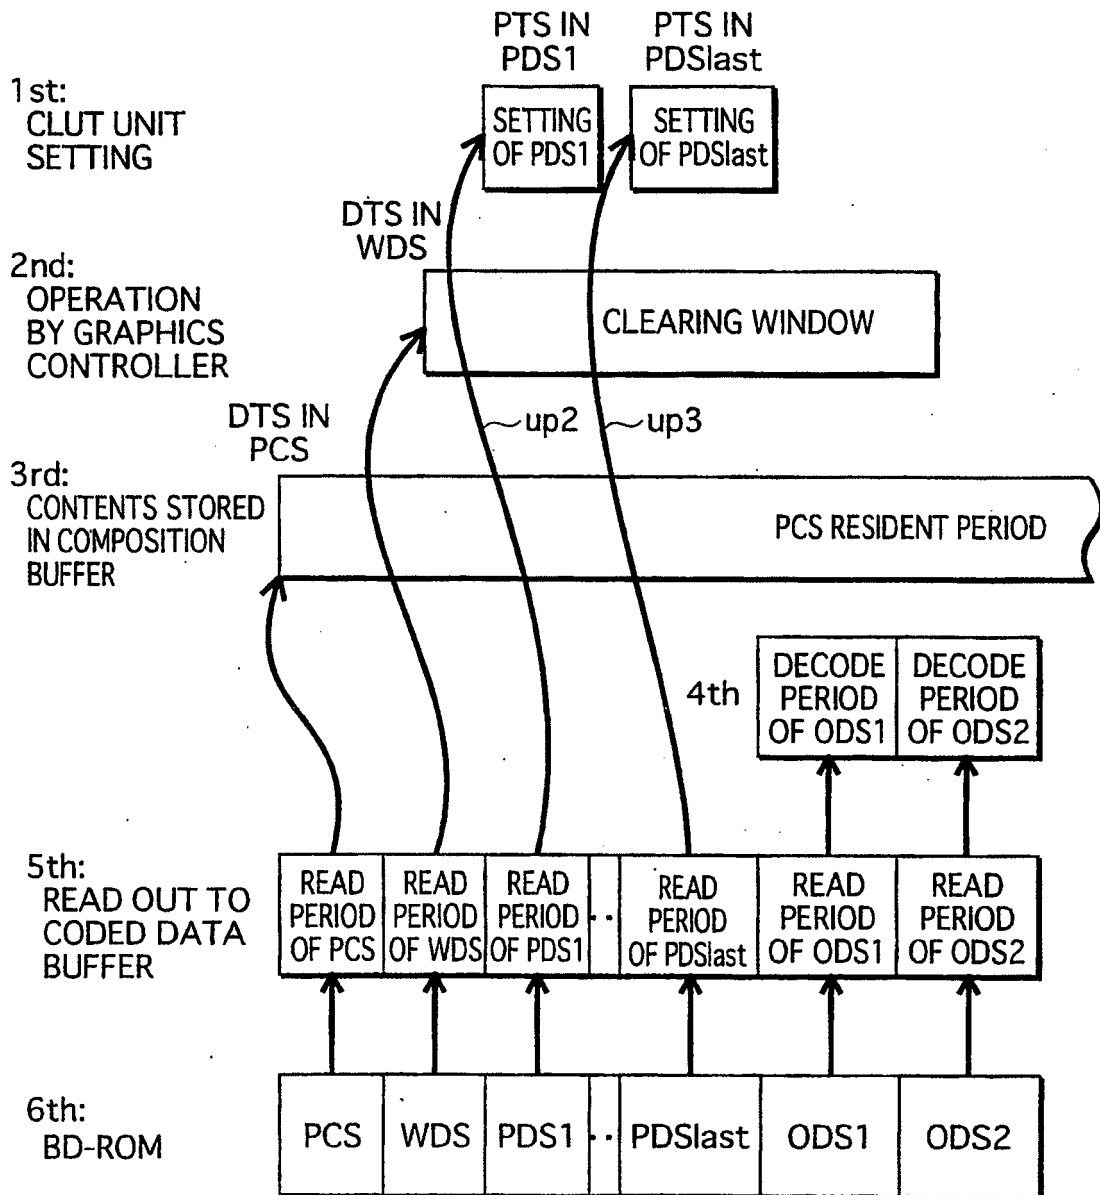 PTS IN
PDS1
PTS IN
PDSlast
1st:
CLUT UNIT
SETTING
SETTING
OF PDS1
SETTING
OF PDSlast
DTS IN
WDS
2nd:
OPERATION
BY GRAPHICS
CONTROLLER
CLEARING WINDOW
DTS IN
PCS
up2
up3
3rd:
CONTENTS STORED
IN COMPOSITION
BUFFER
PCS RESIDENT PERIOD
4th
DECODE
PERIOD
OF ODS1
DECODE
PERIOD
OF ODS2
5th:
READ OUT TO
CODED DATA
BUFFER
READ
PERIOD
OF PCS
READ
PERIOD
OF WDS
READ
PERIOD
OF PDS1
··
READ
PERIOD
OF PDSlast
READ
PERIOD
OF ODS1
READ
PERIOD
OF ODS2
6th:
BD-ROM
PCS
WDS
PDS1
··
PDSlast
ODS1
ODS2